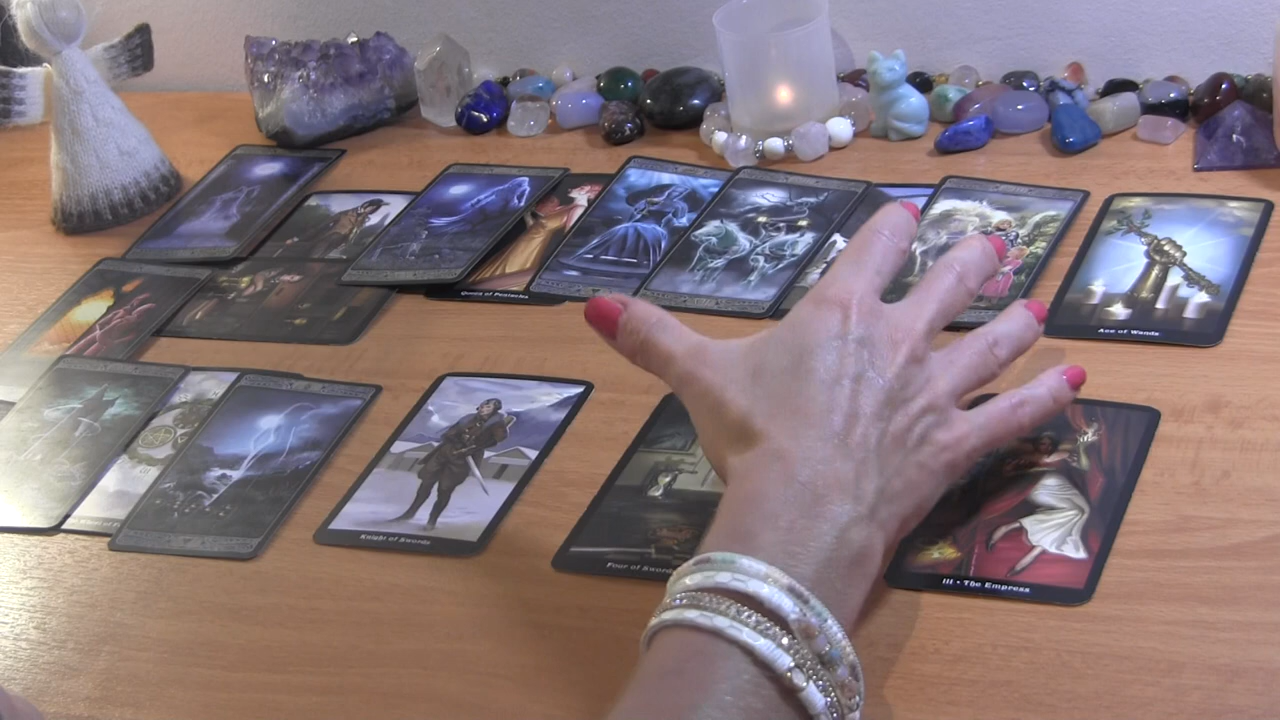 Queen of Pentacles
Ace of Wands
Knight of Swords
Four of Swords
III • The Empress